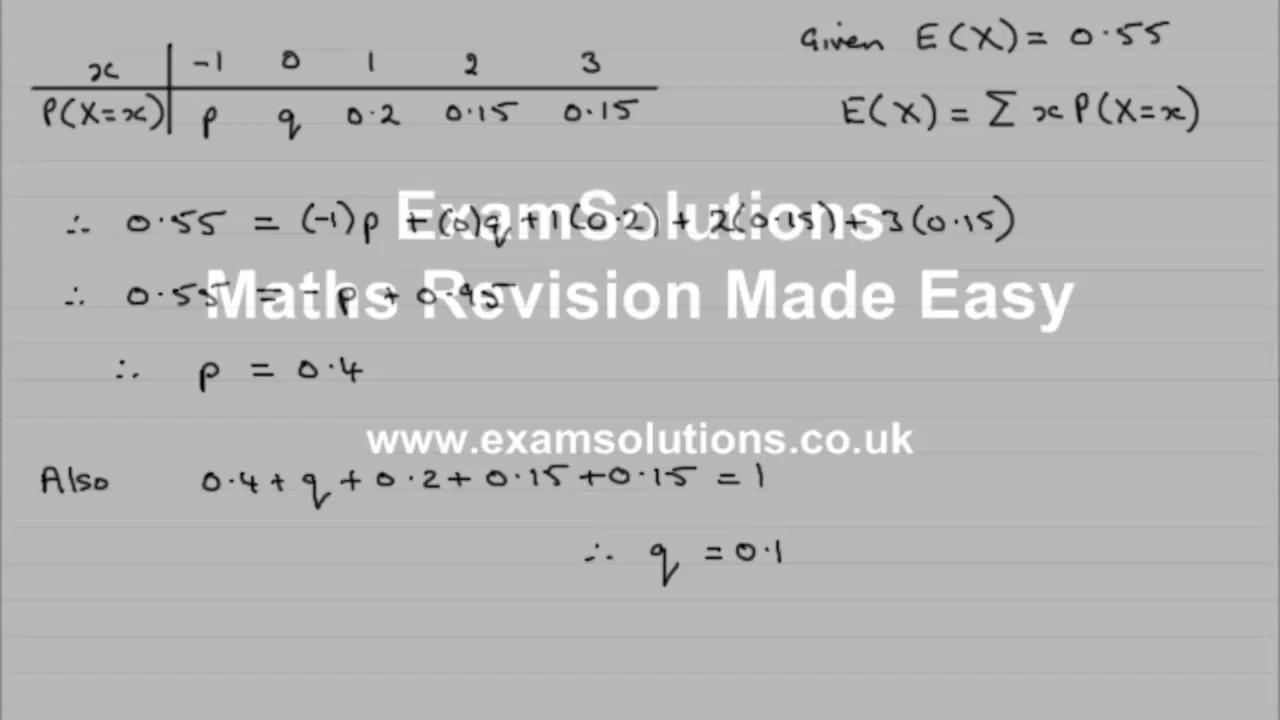 Given E(X) = 0.55
x -1 0 1 2 3
P(X=x) p q 0.2 0.15 0.15
E(X) = Σ x P(X=x)
∴ 0.55 = (-1)p + (0)q + 1(0.2) + 2(0.15) + 3(0.15)
ExamSolutions
∴ 0.55 = -p + 0.95
Maths Revision Made Easy
∴ p = 0.4
www.examsolutions.co.uk
Also 0.4 + q + 0.2 + 0.15 + 0.15 = 1
∴ q = 0.1